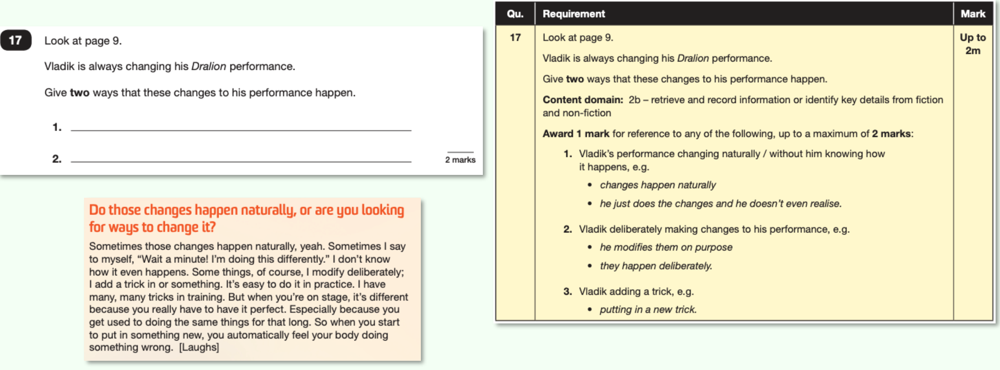 17
Look at page 9.
Vladik is always changing his Dralion performance.
Give two ways that these changes to his performance happen.
1.
2.
2 marks
Do those changes happen naturally, or are you looking
for ways to change it?
Sometimes those changes happen naturally, yeah. Sometimes I say
to myself, “Wait a minute! I’m doing this differently.” I don’t know
how it even happens. Some things, of course, I modify deliberately;
I add a trick in or something. It’s easy to do it in practice. I have
many, many tricks in training. But when you’re on stage, it’s different
because you really have to have it perfect. Especially because you
get used to doing the same things for that long. So when you start
to put in something new, you automatically feel your body doing
something wrong. [Laughs]
Qu. Requirement Mark
17 Look at page 9. Up to
2m
Vladik is always changing his Dralion performance.
Give two ways that these changes to his performance happen.
Content domain: 2b – retrieve and record information or identify key details from fiction
and non-fiction
Award 1 mark for reference to any of the following, up to a maximum of 2 marks:
1. Vladik’s performance changing naturally / without him knowing how
it happens, e.g.
• changes happen naturally
• he just does the changes and he doesn’t even realise.
2. Vladik deliberately making changes to his performance, e.g.
• he modifies them on purpose
• they happen deliberately.
3. Vladik adding a trick, e.g.
• putting in a new trick.